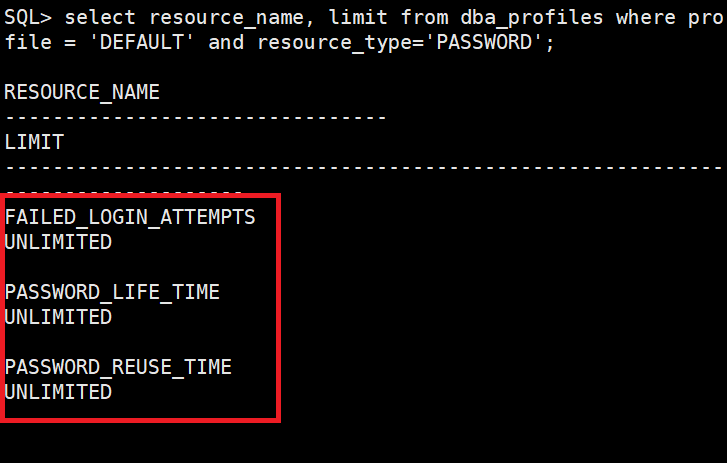 SQL> select resource_name, limit from dba_profiles where pro
file = 'DEFAULT' and resource_type='PASSWORD';
RESOURCE_NAME
--------------------------------
LIMIT
------------------------------------------------------------
--------------------
FAILED_LOGIN_ATTEMPTS
UNLIMITED
PASSWORD_LIFE_TIME
UNLIMITED
PASSWORD_REUSE_TIME
UNLIMITED